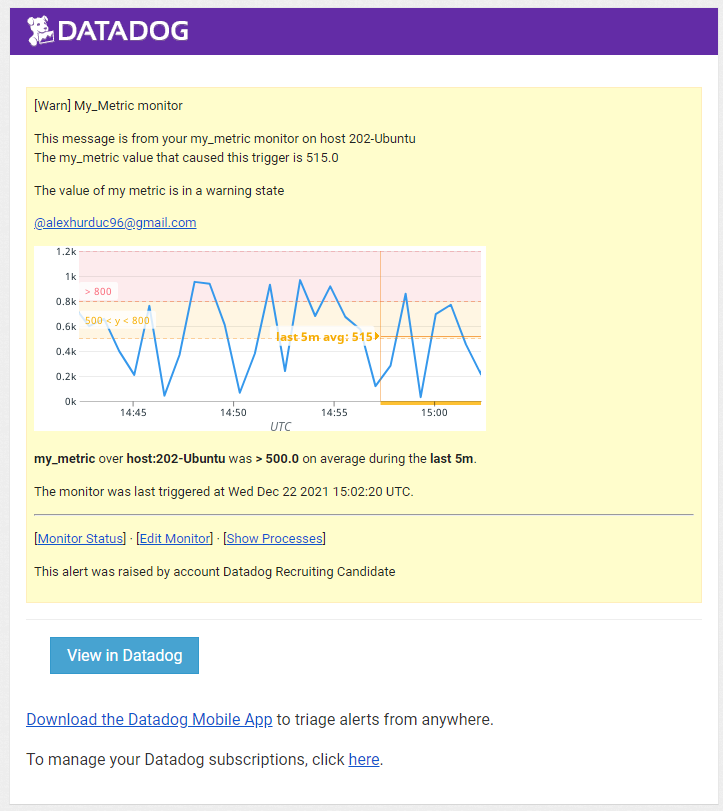 DATADOG
[Warn] My_Metric monitor
This message is from your my_metric monitor on host 202-Ubuntu
The my_metric value that caused this trigger is 515.0
The value of my metric is in a warning state
@alexhurduc96@gmail.com
1.2k
1k
> 800
0.8k
500 < y < 800
0.6k
last 5m avg: 515
0.4k
0.2k
0k
14:45 14:50 14:55 15:00
UTC
my_metric over host:202-Ubuntu was > 500.0 on average during the last 5m.
The monitor was last triggered at Wed Dec 22 2021 15:02:20 UTC.
[Monitor Status] · [Edit Monitor] · [Show Processes]
This alert was raised by account Datadog Recruiting Candidate
View in Datadog
Download the Datadog Mobile App to triage alerts from anywhere.
To manage your Datadog subscriptions, click here.